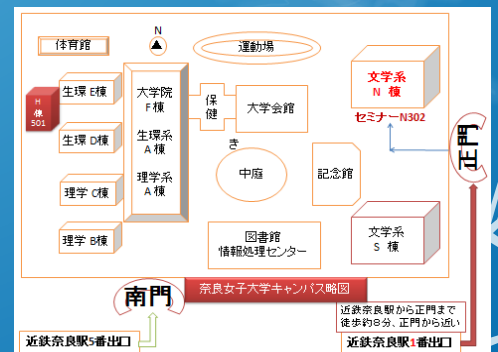 N
体育館
運動場
H
棟
501
生環 E棟
生環 D棟
理学 C棟
理学 B棟
大学院
F 棟
生環系
A 棟
理学系
A 棟
保
健
大学会館
き
中庭
記念館
図書館
情報処理センター
文学系
N 棟
セミナーN302
文学系
S 棟
正門
南門
奈良女子大学キャンパス略図
近鉄奈良駅から正門まで
徒歩約8分、正門から近い
近鉄奈良駅5番出口
近鉄奈良駅1番出口